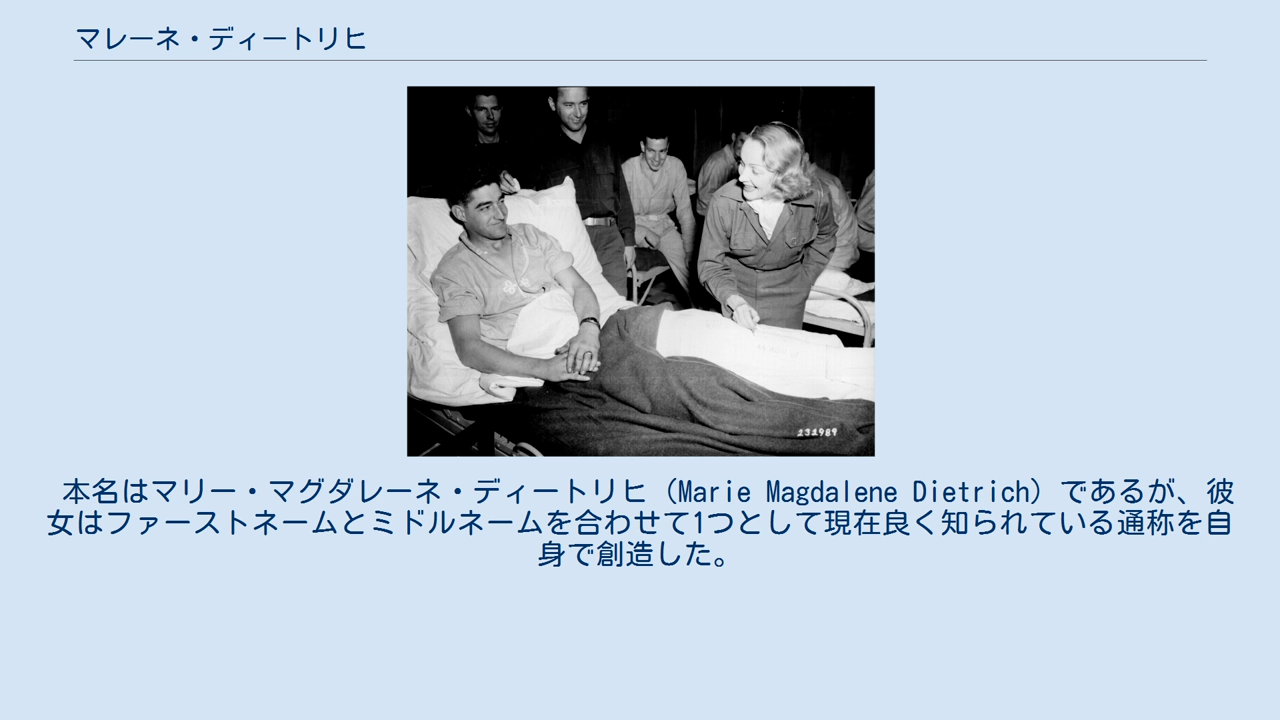 マレーネ・ディートリヒ
231989
本名はマリー・マグダレーネ・ディートリヒ（Marie Magdalene Dietrich）であるが、彼
女はファーストネームとミドルネームを合わせて1つとして現在良く知られている通称を自
身で創造した。